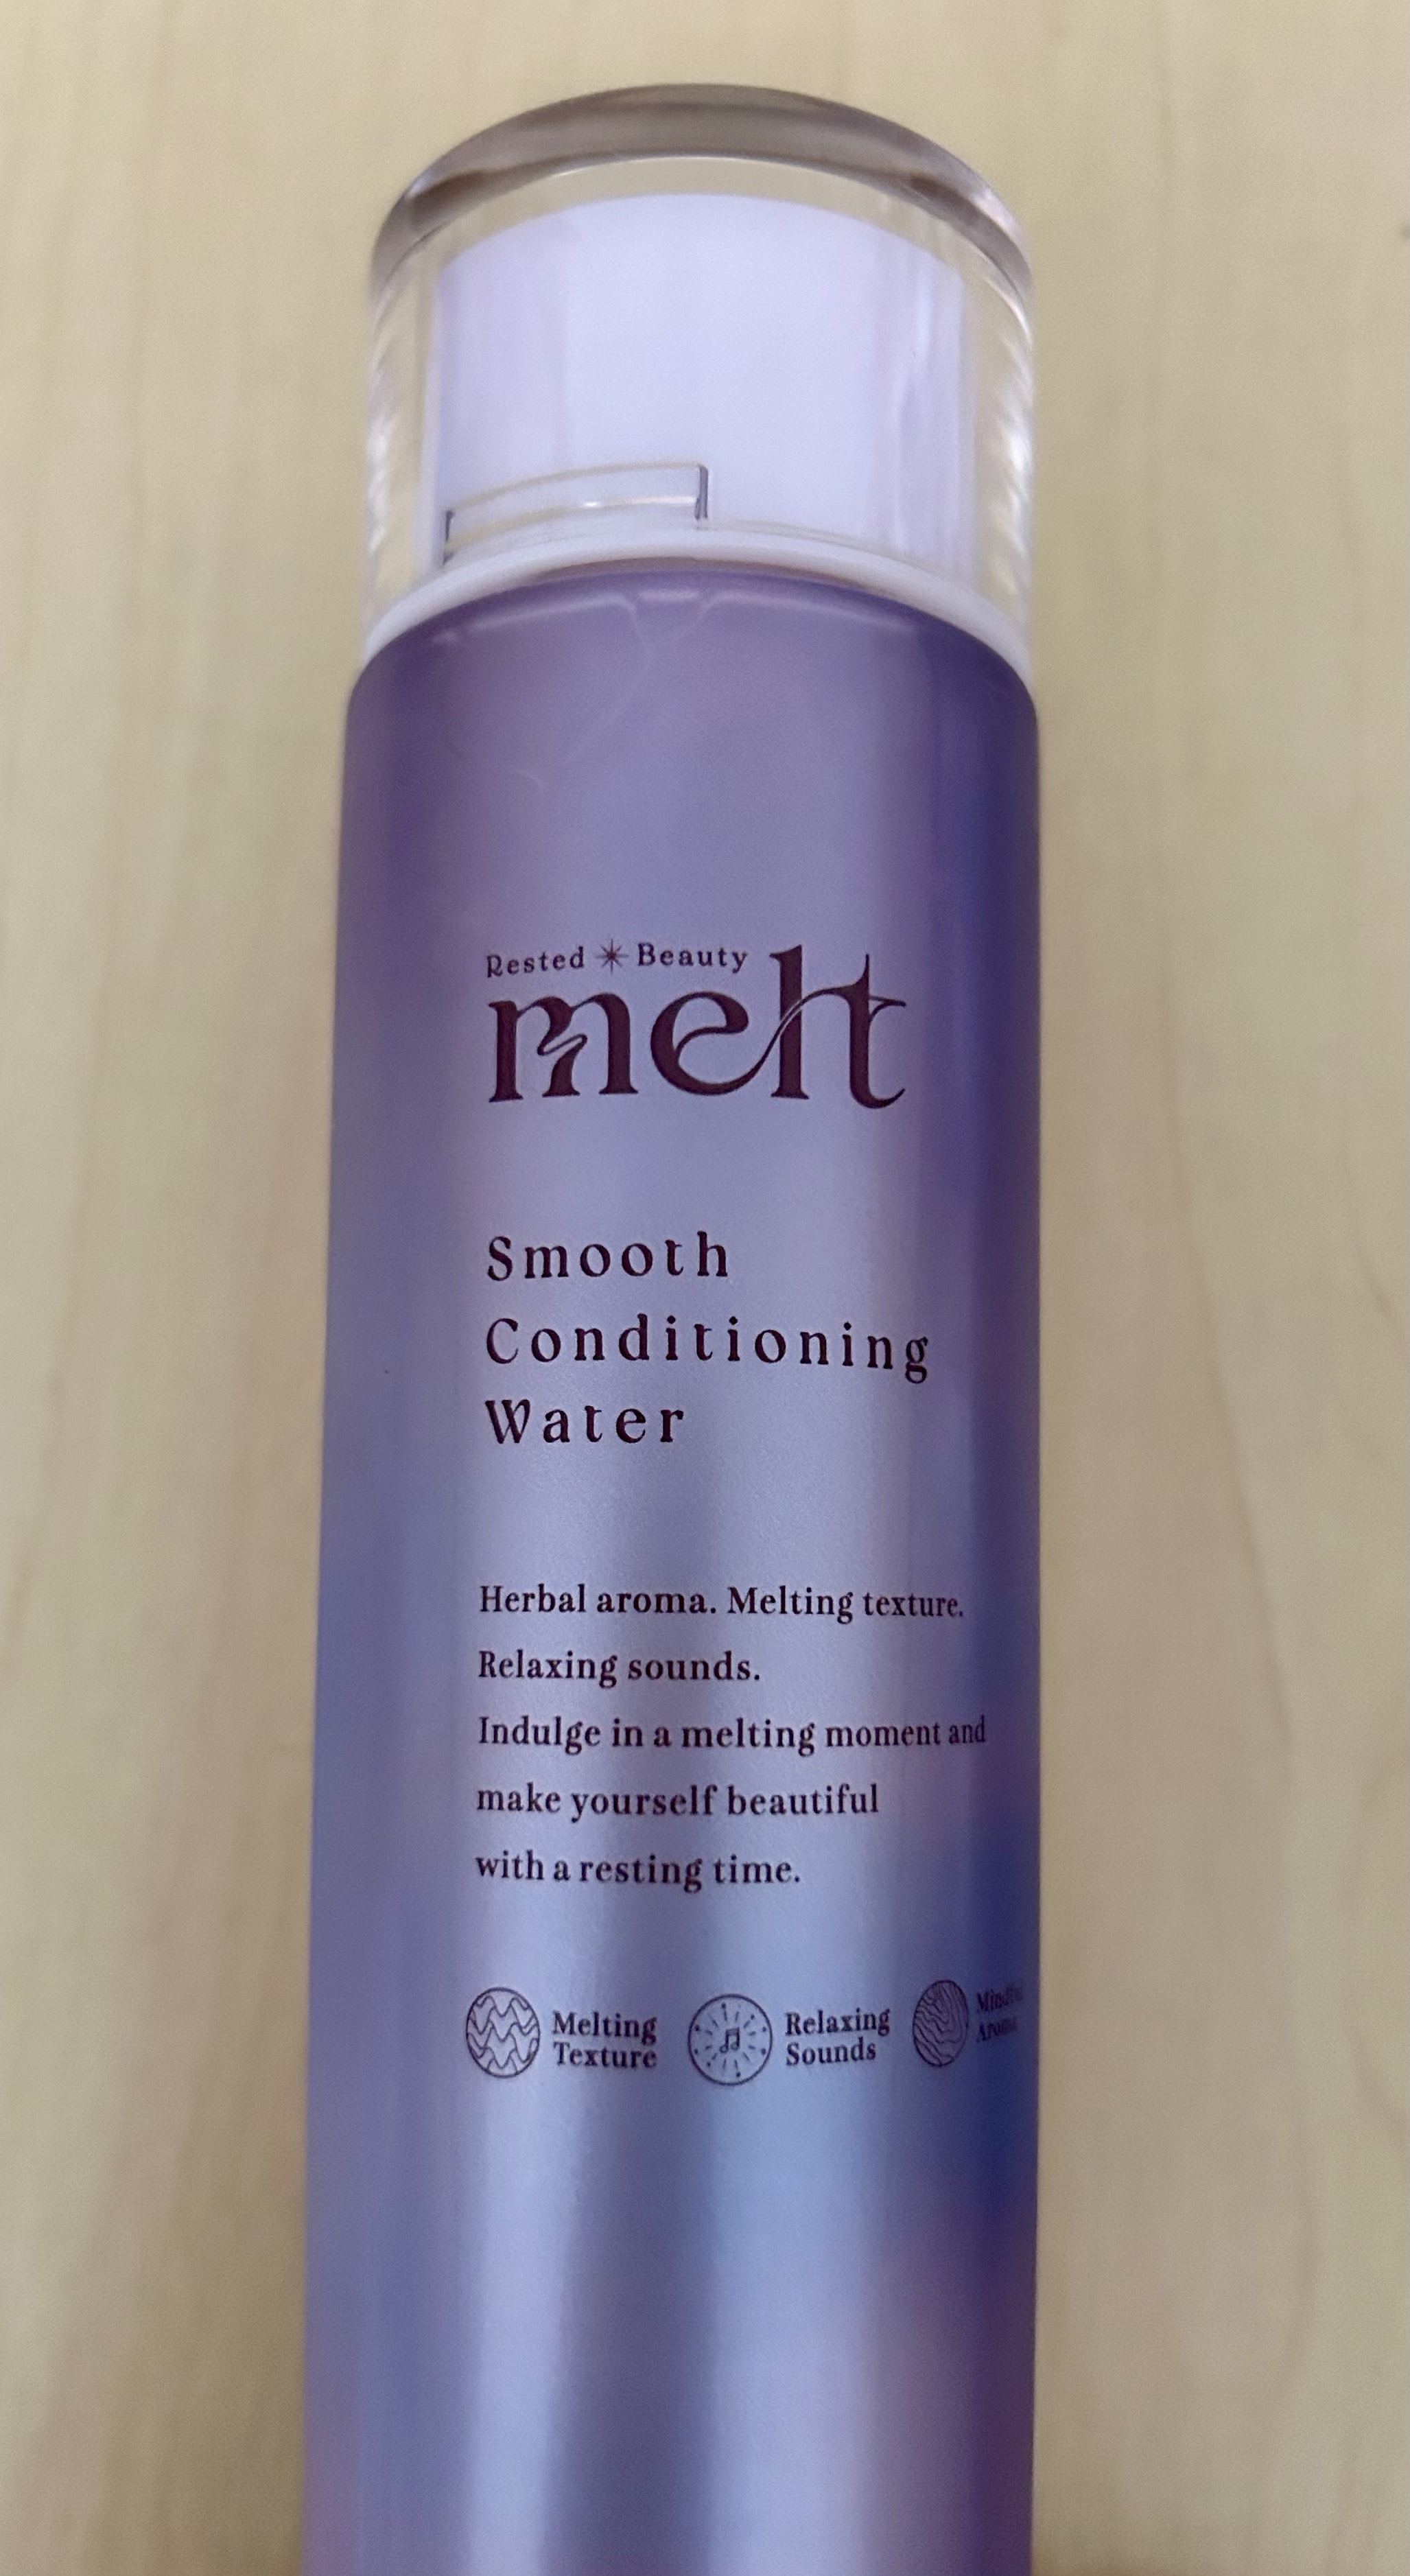 Rested Beauty
melt
Smooth
Conditioning
Water
Herbal aroma. Melting texture.
Relaxing sounds.
Indulge in a melting moment and
make yourself beautiful
with a resting time.
Melting
Texture
Relaxing
Sounds